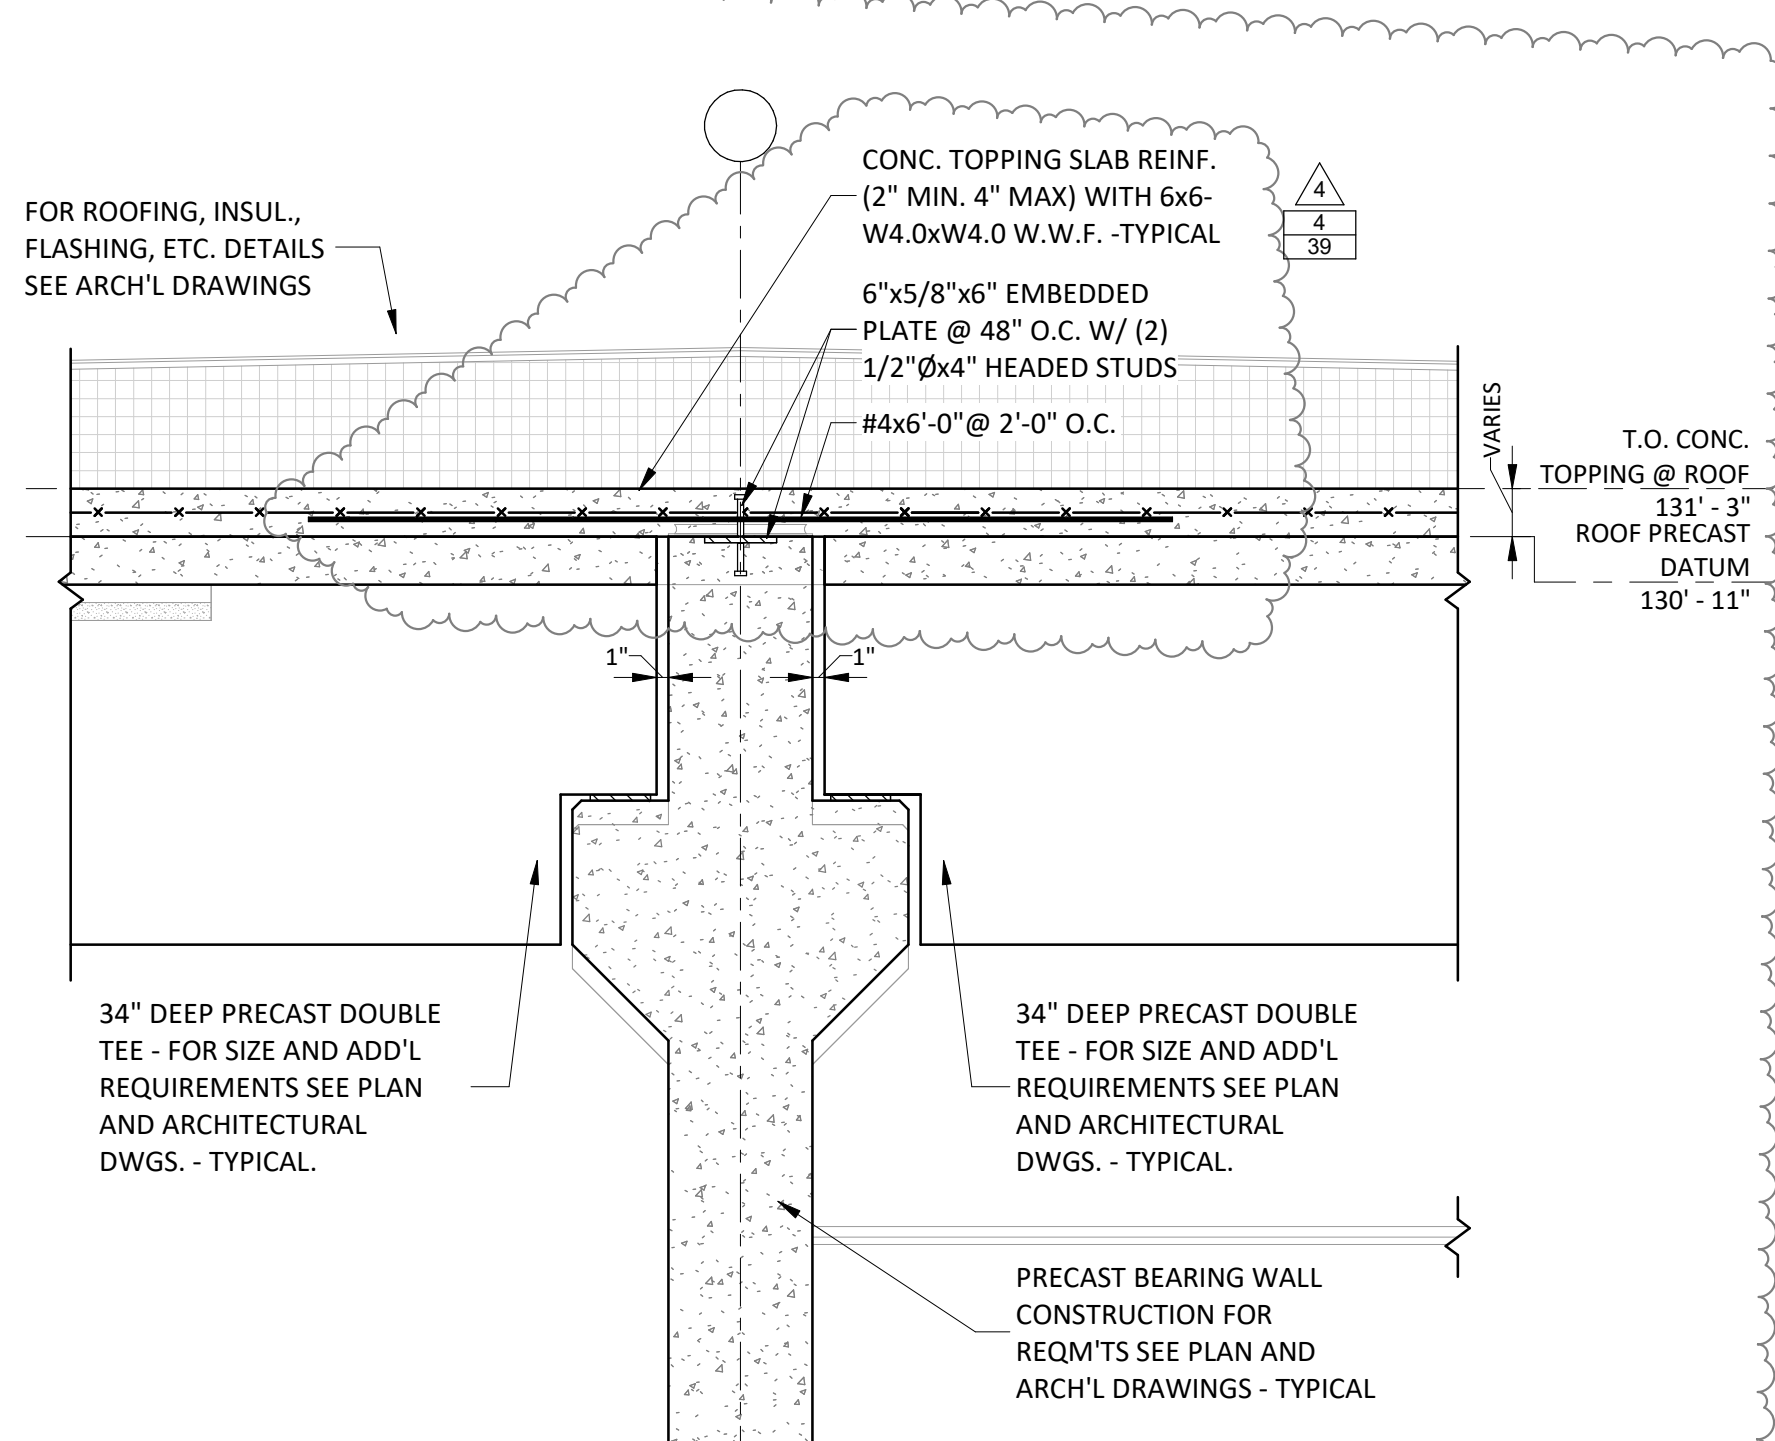 FOR ROOFING, INSUL.,
FLASHING, ETC. DETAILS
SEE ARCH'L DRAWINGS
CONC. TOPPING SLAB REINF.
(2" MIN. 4" MAX) WITH 6x6-
W4.0xW4.0 W.W.F. -TYPICAL
4
4
39
6"x5/8"x6" EMBEDDED
PLATE @ 48" O.C. W/ (2)
1/2"Øx4" HEADED STUDS
#4x6'-0"@ 2'-0" O.C.
VARIES
T.O. CONC.
TOPPING @ ROOF
131' - 3"
ROOF PRECAST
DATUM
130' - 11"
1"
1"
34" DEEP PRECAST DOUBLE
TEE - FOR SIZE AND ADD'L
REQUIREMENTS SEE PLAN
AND ARCHITECTURAL
DWGS. - TYPICAL.
34" DEEP PRECAST DOUBLE
TEE - FOR SIZE AND ADD'L
REQUIREMENTS SEE PLAN
AND ARCHITECTURAL
DWGS. - TYPICAL.
PRECAST BEARING WALL
CONSTRUCTION FOR
REQM'TS SEE PLAN AND
ARCH'L DRAWINGS - TYPICAL